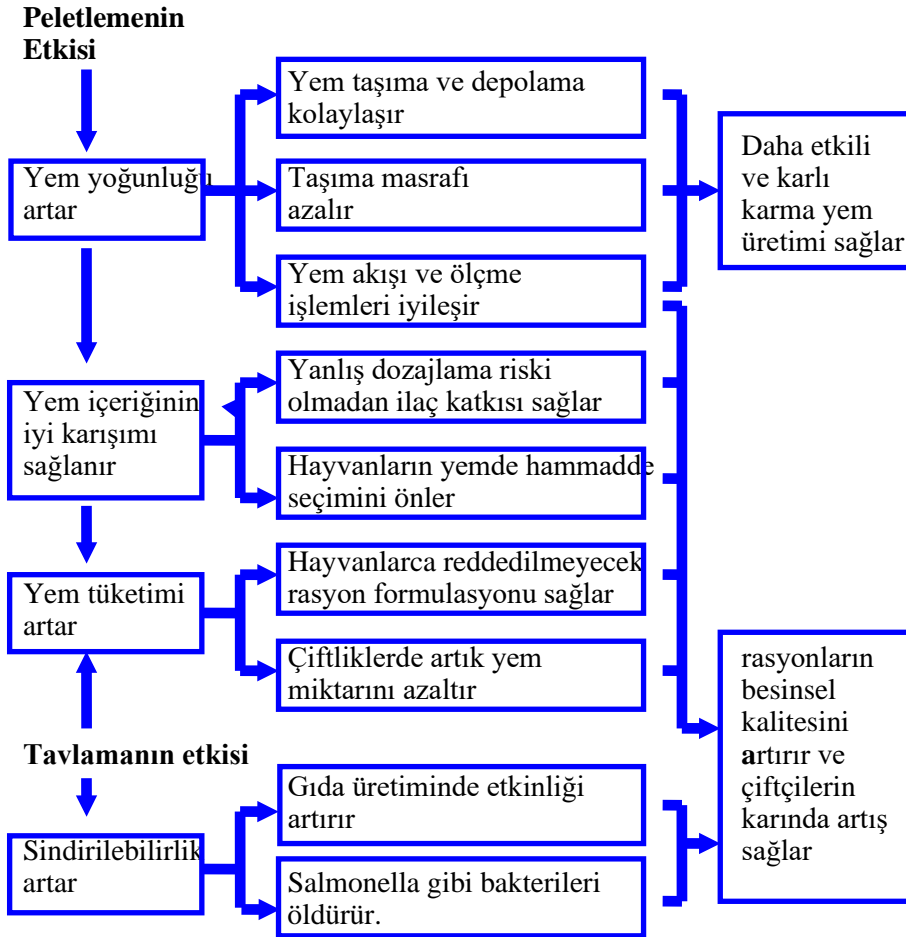 Peletlemenin
Etkisi
Yem yoğunluğu
artar
Yem taşıma ve depolama
kolaylaşır
Taşıma masrafı
azalır
Yem akışı ve ölçme
işlemleri iyileşir
Daha etkili
ve karlı
karma yem
üretimi sağlar
Yem içeriğinin
iyi karışımı
sağlanır
Yanlış dozajlama riski
olmadan ilaç katkısı sağlar
Hayvanların yemde hammadde
seçimini önler
Yem tüketimi
artar
Hayvanlarca reddedilmeyecek
rasyon formulasyonu sağlar
Çiftliklerde artık yem
miktarını azaltır
Tavlamanın etkisi
Sindirilebilirlik
artar
Gıda üretiminde etkinliği
artırır
Salmonella gibi bakterileri
öldürür.
rasyonların
besinsel
kalitesini
artırır ve
çiftçilerin
karında artış
sağlar